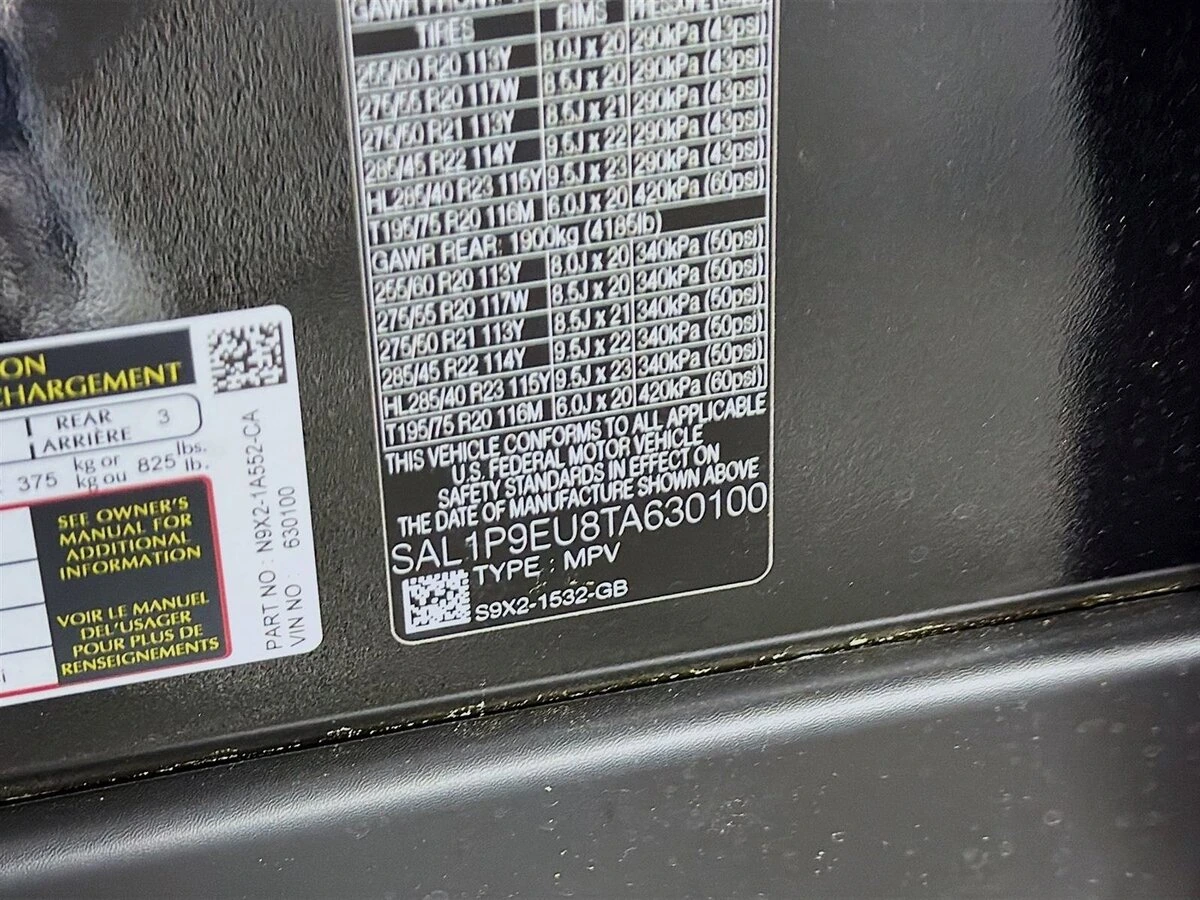 TIRES RIMS
255/60 R20 113Y 8.0J x 20 290kPa (43psi)
275/55 R20 117W 8.5J x 20 290kPa (43psi)
275/50 R21 113Y 8.5J x 21 290kPa (43psi)
285/45 R22 114Y 9.5J x 22 290kPa (43psi)
HL285/40 R23 115Y 9.5J x 23 290kPa (43psi)
T195/75 R20 116M 6.0J x 20 420kPa (60psi)
GAWR REAR: 1900kg (4185lb)
255/60 R20 113Y 8.0J x 20 340kPa (50psi)
275/55 R20 117W 8.5J x 20 340kPa (50psi)
275/50 R21 113Y 8.5J x 21 340kPa (50psi)
285/45 R22 114Y 9.5J x 22 340kPa (50psi)
HL285/40 R23 115Y 9.5J x 23 340kPa (50psi)
T195/75 R20 116M 6.0J x 20 420kPa (60psi)
THIS VEHICLE CONFORMS TO ALL APPLICABLE
U.S. FEDERAL MOTOR VEHICLE
SAFETY STANDARDS IN EFFECT ON
THE DATE OF MANUFACTURE SHOWN ABOVE
SAL1P9EU8TA630100
TYPE : MPV
S9X2-1532-GB
CHARGEMENT
REAR 3
ARRIÈRE
375 kg or 825 lbs.
kg ou lb.
SEE OWNER'S
MANUAL FOR
ADDITIONAL
INFORMATION
VOIR LE MANUEL
DEL'USAGER
POUR PLUS DE
RENSEIGNEMENTS
PART NO : N9X2-1A552-CA
VIN NO : 630100